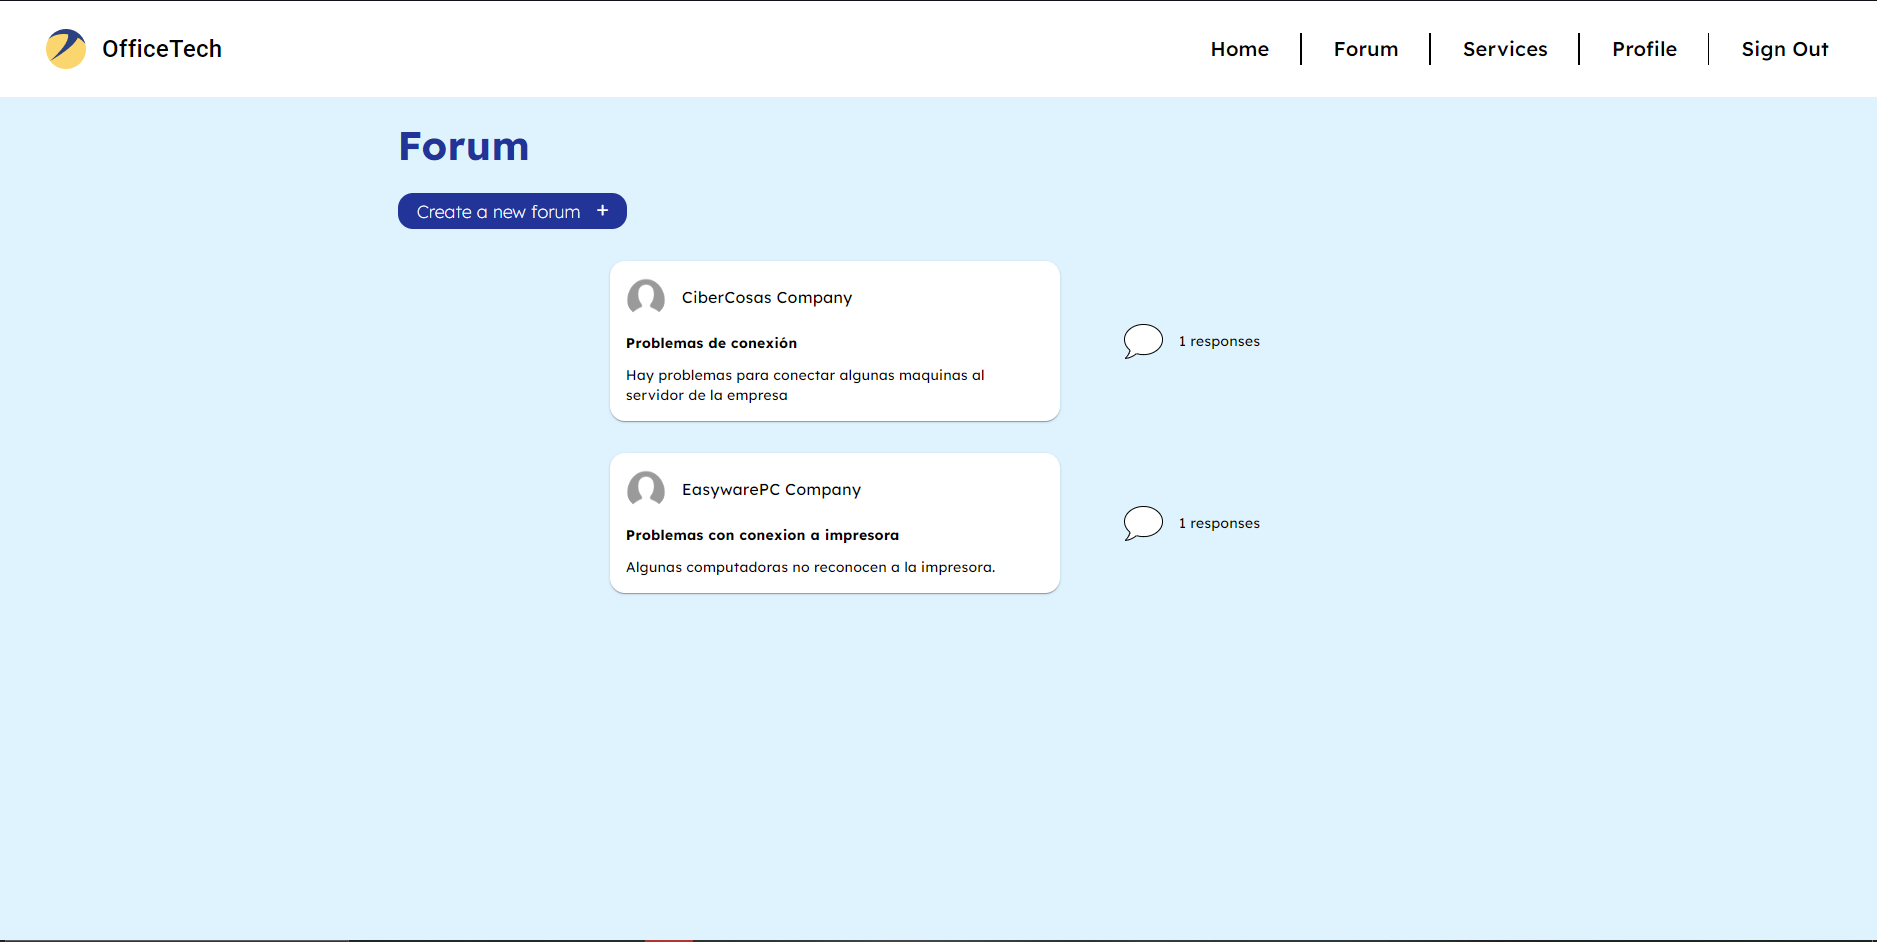 OfficeTech
Home
Forum
Services
Profile
Sign Out
Forum
Create a new forum +
CiberCosas Company
Problemas de conexión
Hay problemas para conectar algunas maquinas al
servidor de la empresa
1 responses
EasywarePC Company
Problemas con conexion a impresora
Algunas computadoras no reconocen a la impresora.
1 responses